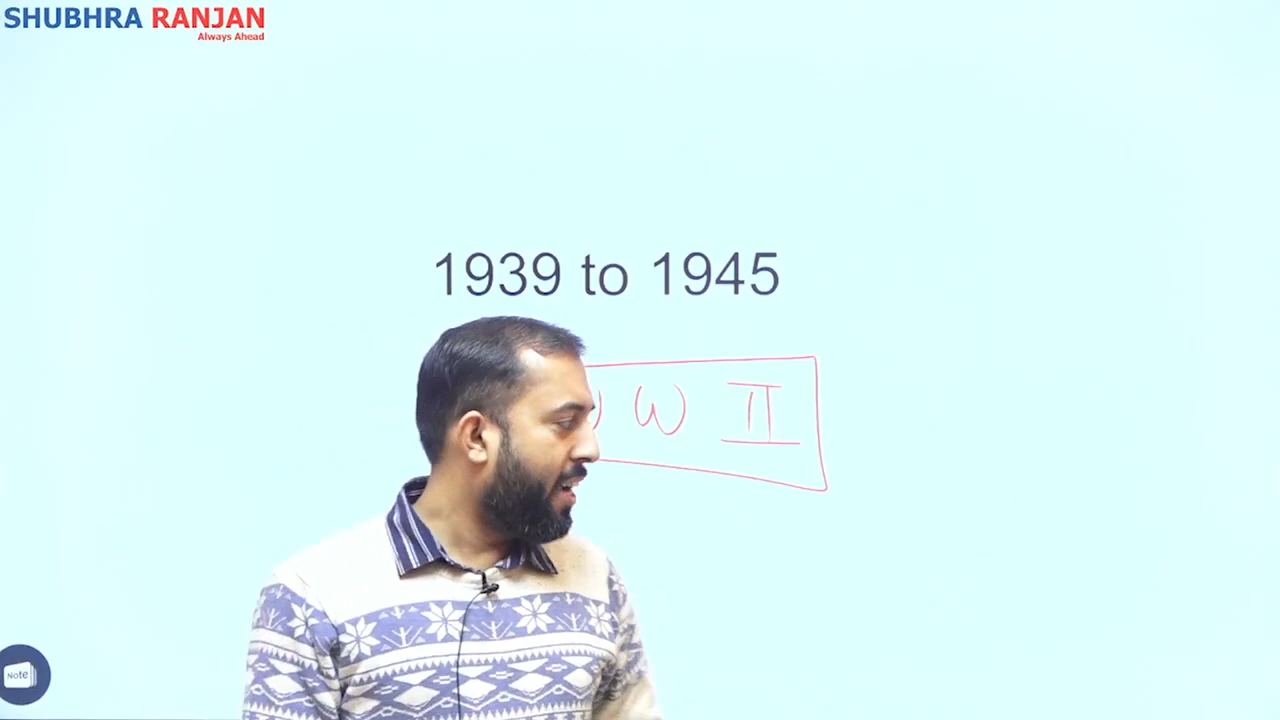 SHUBHRA RANJAN
Always Ahead
1939 to 1945
W II
Note